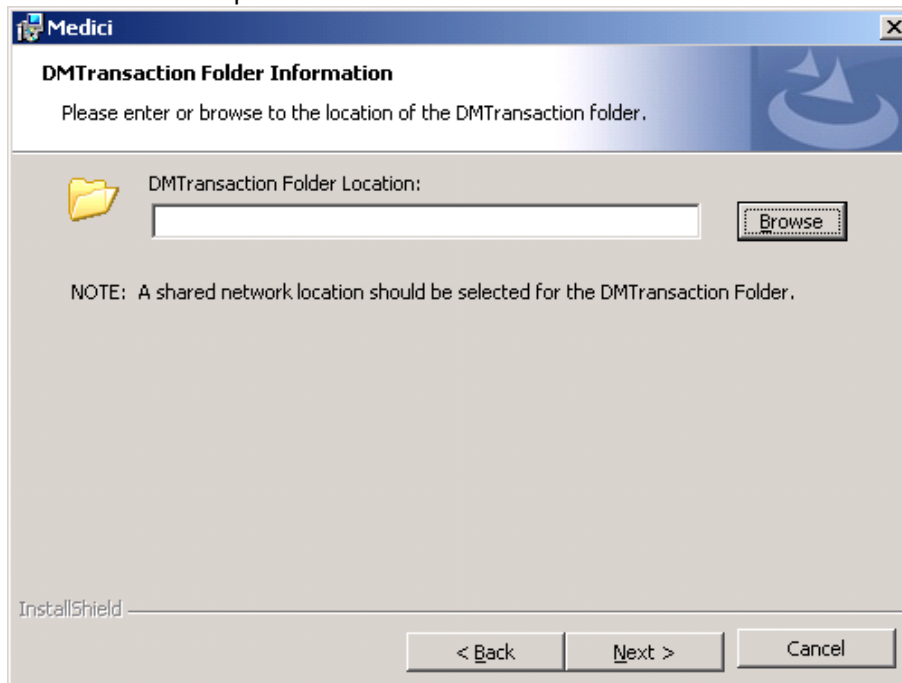 Medici
DMTransaction Folder Information
Please enter or browse to the location of the DMTransaction folder.
DMTransaction Folder Location:
Browse
NOTE: A shared network location should be selected for the DMTransaction Folder.
InstallShield
< Back Next > Cancel